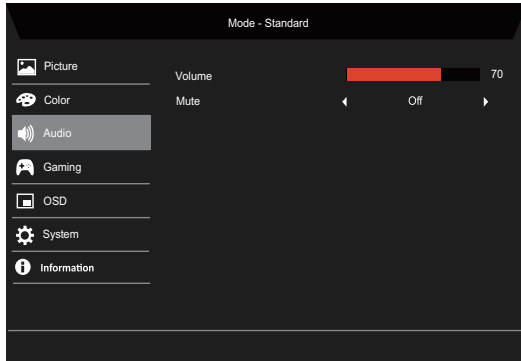 Mode - Standard
Picture
Color
Audio
Gaming
OSD
System
Information
Volume 70
Mute Off